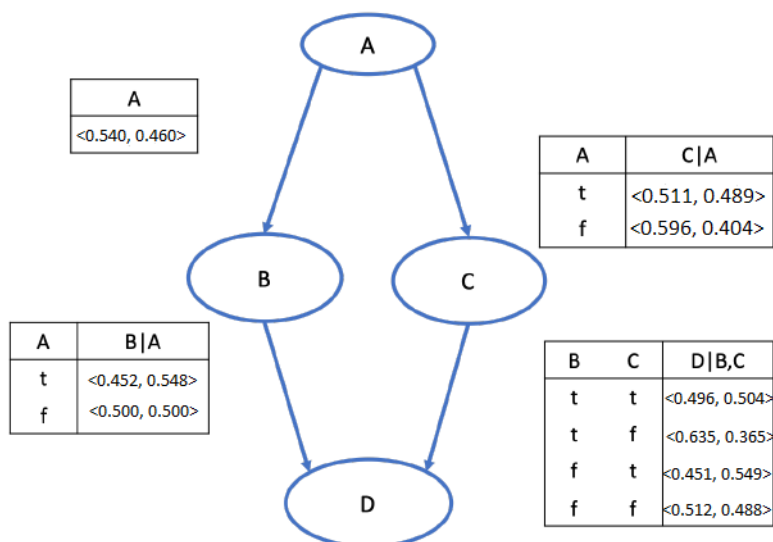 A
A
<0.540, 0.460>
A C|A
t <0.511, 0.489>
f <0.596, 0.404>
B
C
A B|A
t <0.452, 0.548>
f <0.500, 0.500>
B C D|B,C
t t <0.496, 0.504>
t f <0.635, 0.365>
f t <0.451, 0.549>
f f <0.512, 0.488>
D